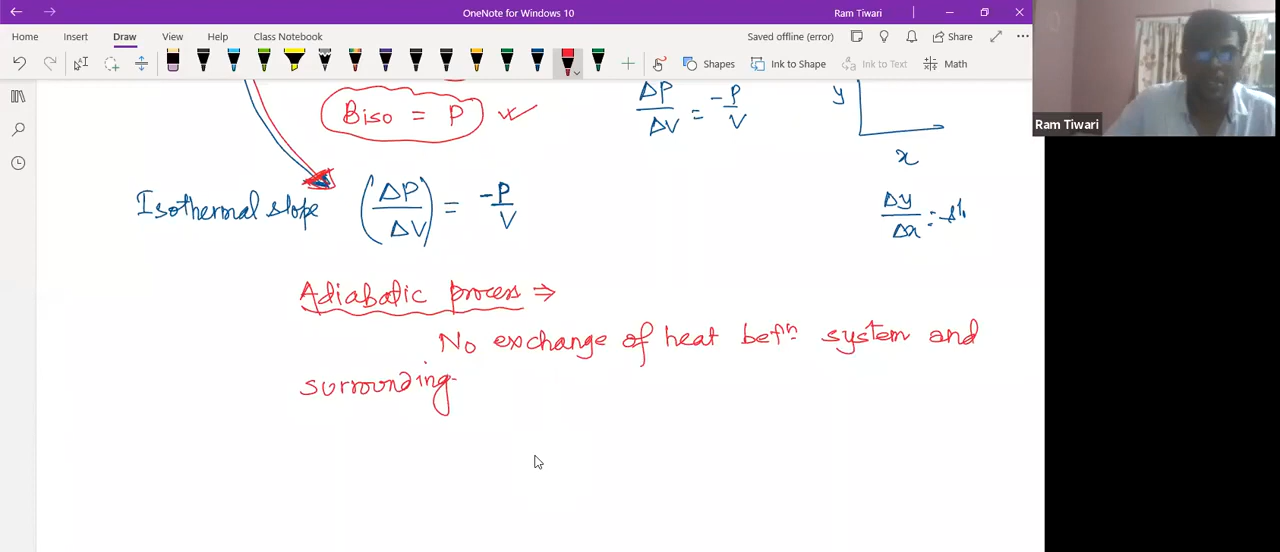 OneNote for Windows 10
Ram Tiwari
Home Insert Draw View Help Class Notebook
Saved offline (error) Share
Shapes Ink to Shape Ink to Text Math
Ram Tiwari
Biso = P
ΔP/ΔV = -P/V
y
x
Isothermal slope (ΔP/ΔV) = -P/V
Δy/Δx =
Adiabatic process ⇒
No exchange of heat betn system and
surrounding